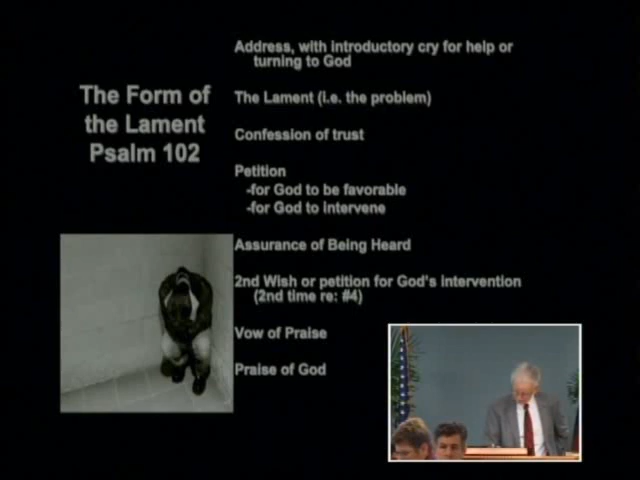 The Form of
the Lament
Psalm 102
Address, with introductory cry for help or
turning to God
The Lament (i.e. the problem)
Confession of trust
Petition
-for God to be favorable
-for God to intervene
Assurance of Being Heard
2nd Wish or petition for God's intervention
(2nd time re: #4)
Vow of Praise
Praise of God